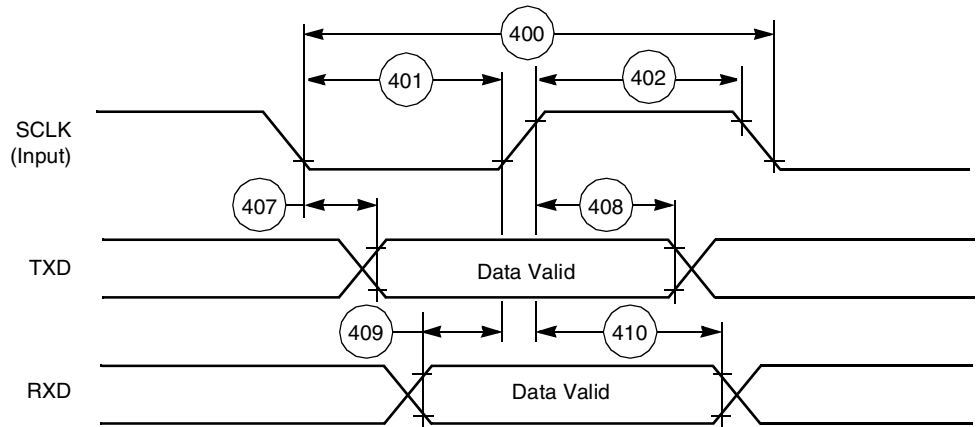 400
401
402
SCLK
(Input)
407
408
TXD
Data Valid
409
410
RXD
Data Valid